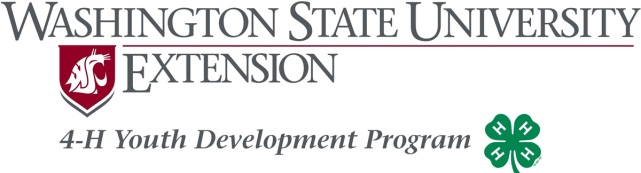 WASHINGTON STATE UNIVERSITY
EXTENSION
4-H Youth Development Program
H H
H H